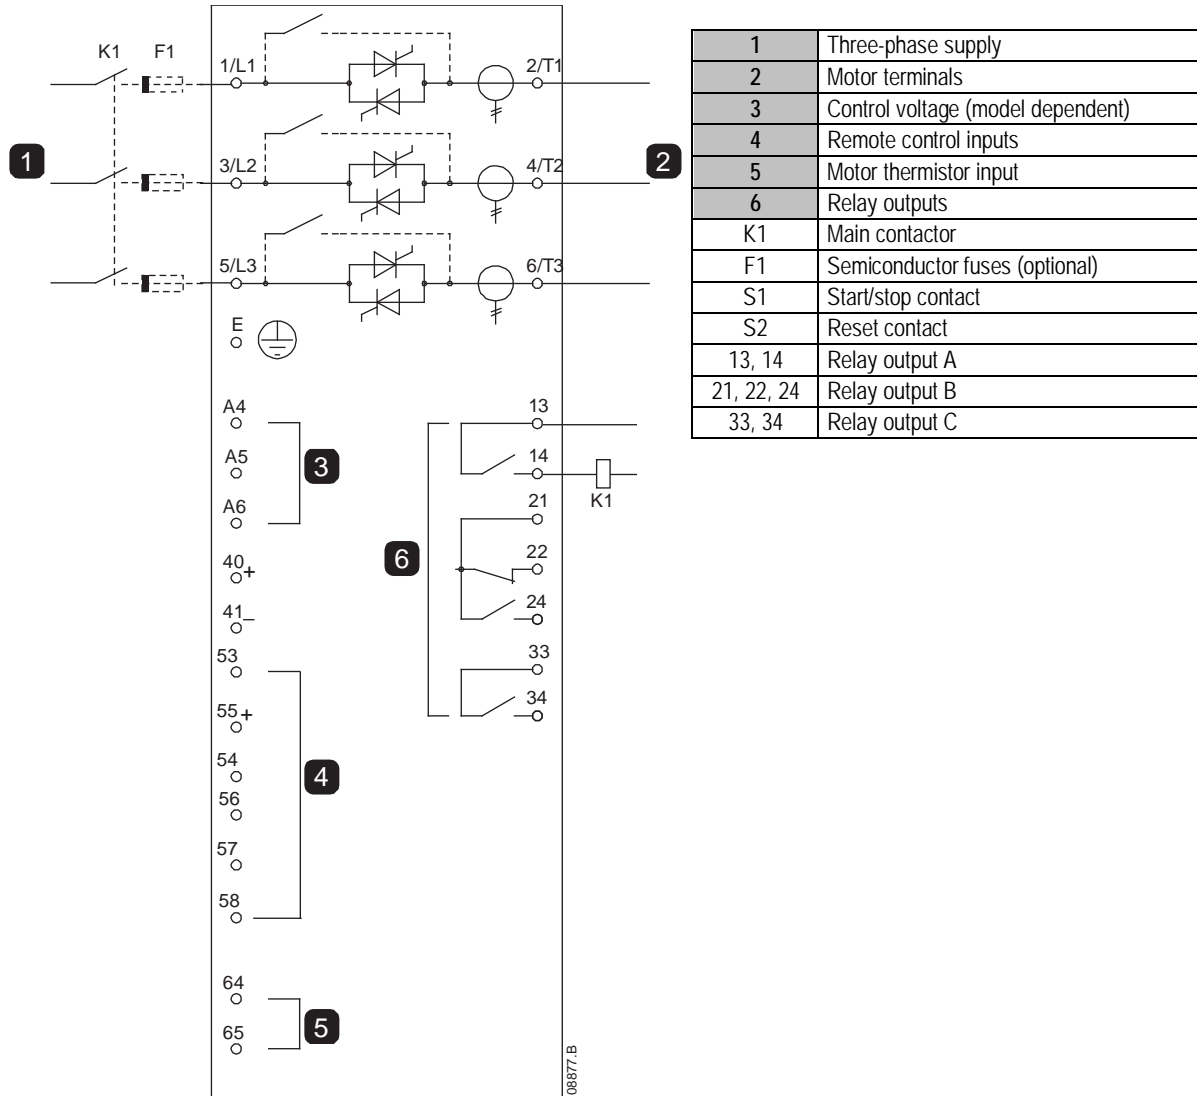 K1 F1
1/L1 2/T1
3/L2 4/T2
1 2
5/L3 6/T3
E
A4
A5
A6
3
40+
41_
53
55+
54
56
57
58
4
64
65
5
13
14
K1
21
22
24
33
34
6
08877.B
1 Three-phase supply
2 Motor terminals
3 Control voltage (model dependent)
4 Remote control inputs
5 Motor thermistor input
6 Relay outputs
K1 Main contactor
F1 Semiconductor fuses (optional)
S1 Start/stop contact
S2 Reset contact
13, 14 Relay output A
21, 22, 24 Relay output B
33, 34 Relay output C